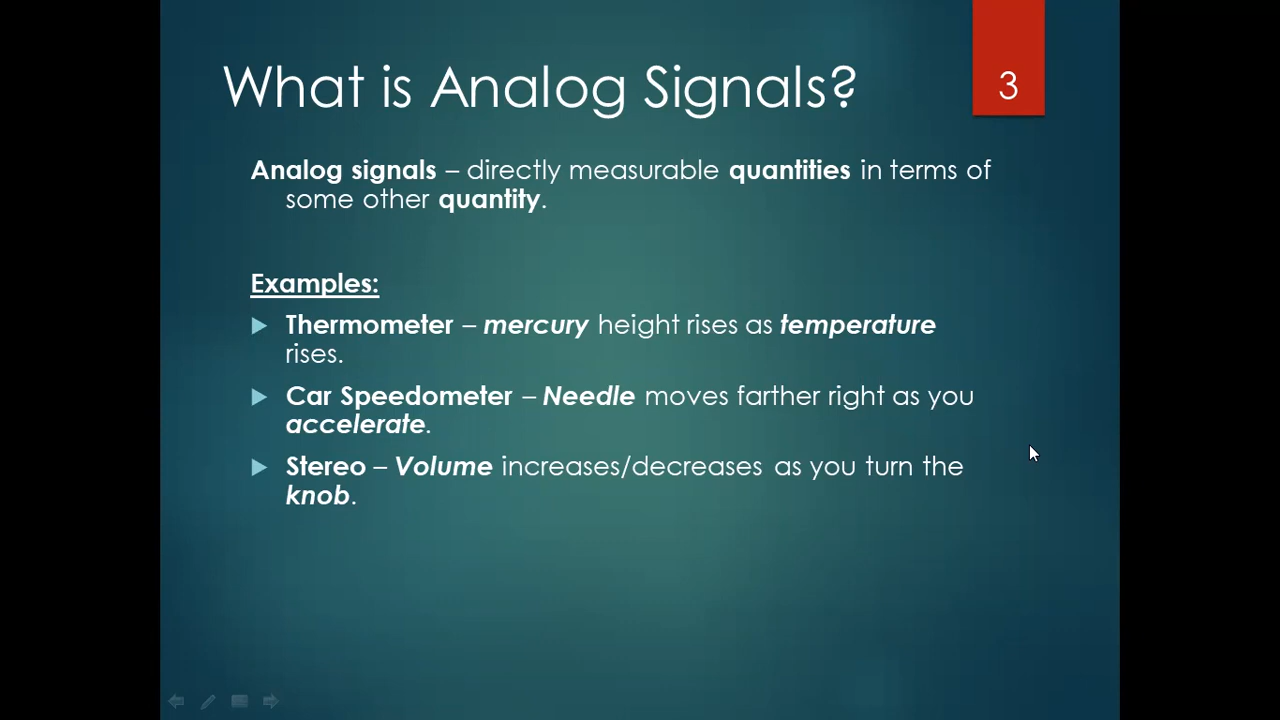 What is Analog Signals?
3
Analog signals – directly measurable quantities in terms of
some other quantity.
Examples:
Thermometer – mercury height rises as temperature
rises.
Car Speedometer – Needle moves farther right as you
accelerate.
Stereo – Volume increases/decreases as you turn the
knob.